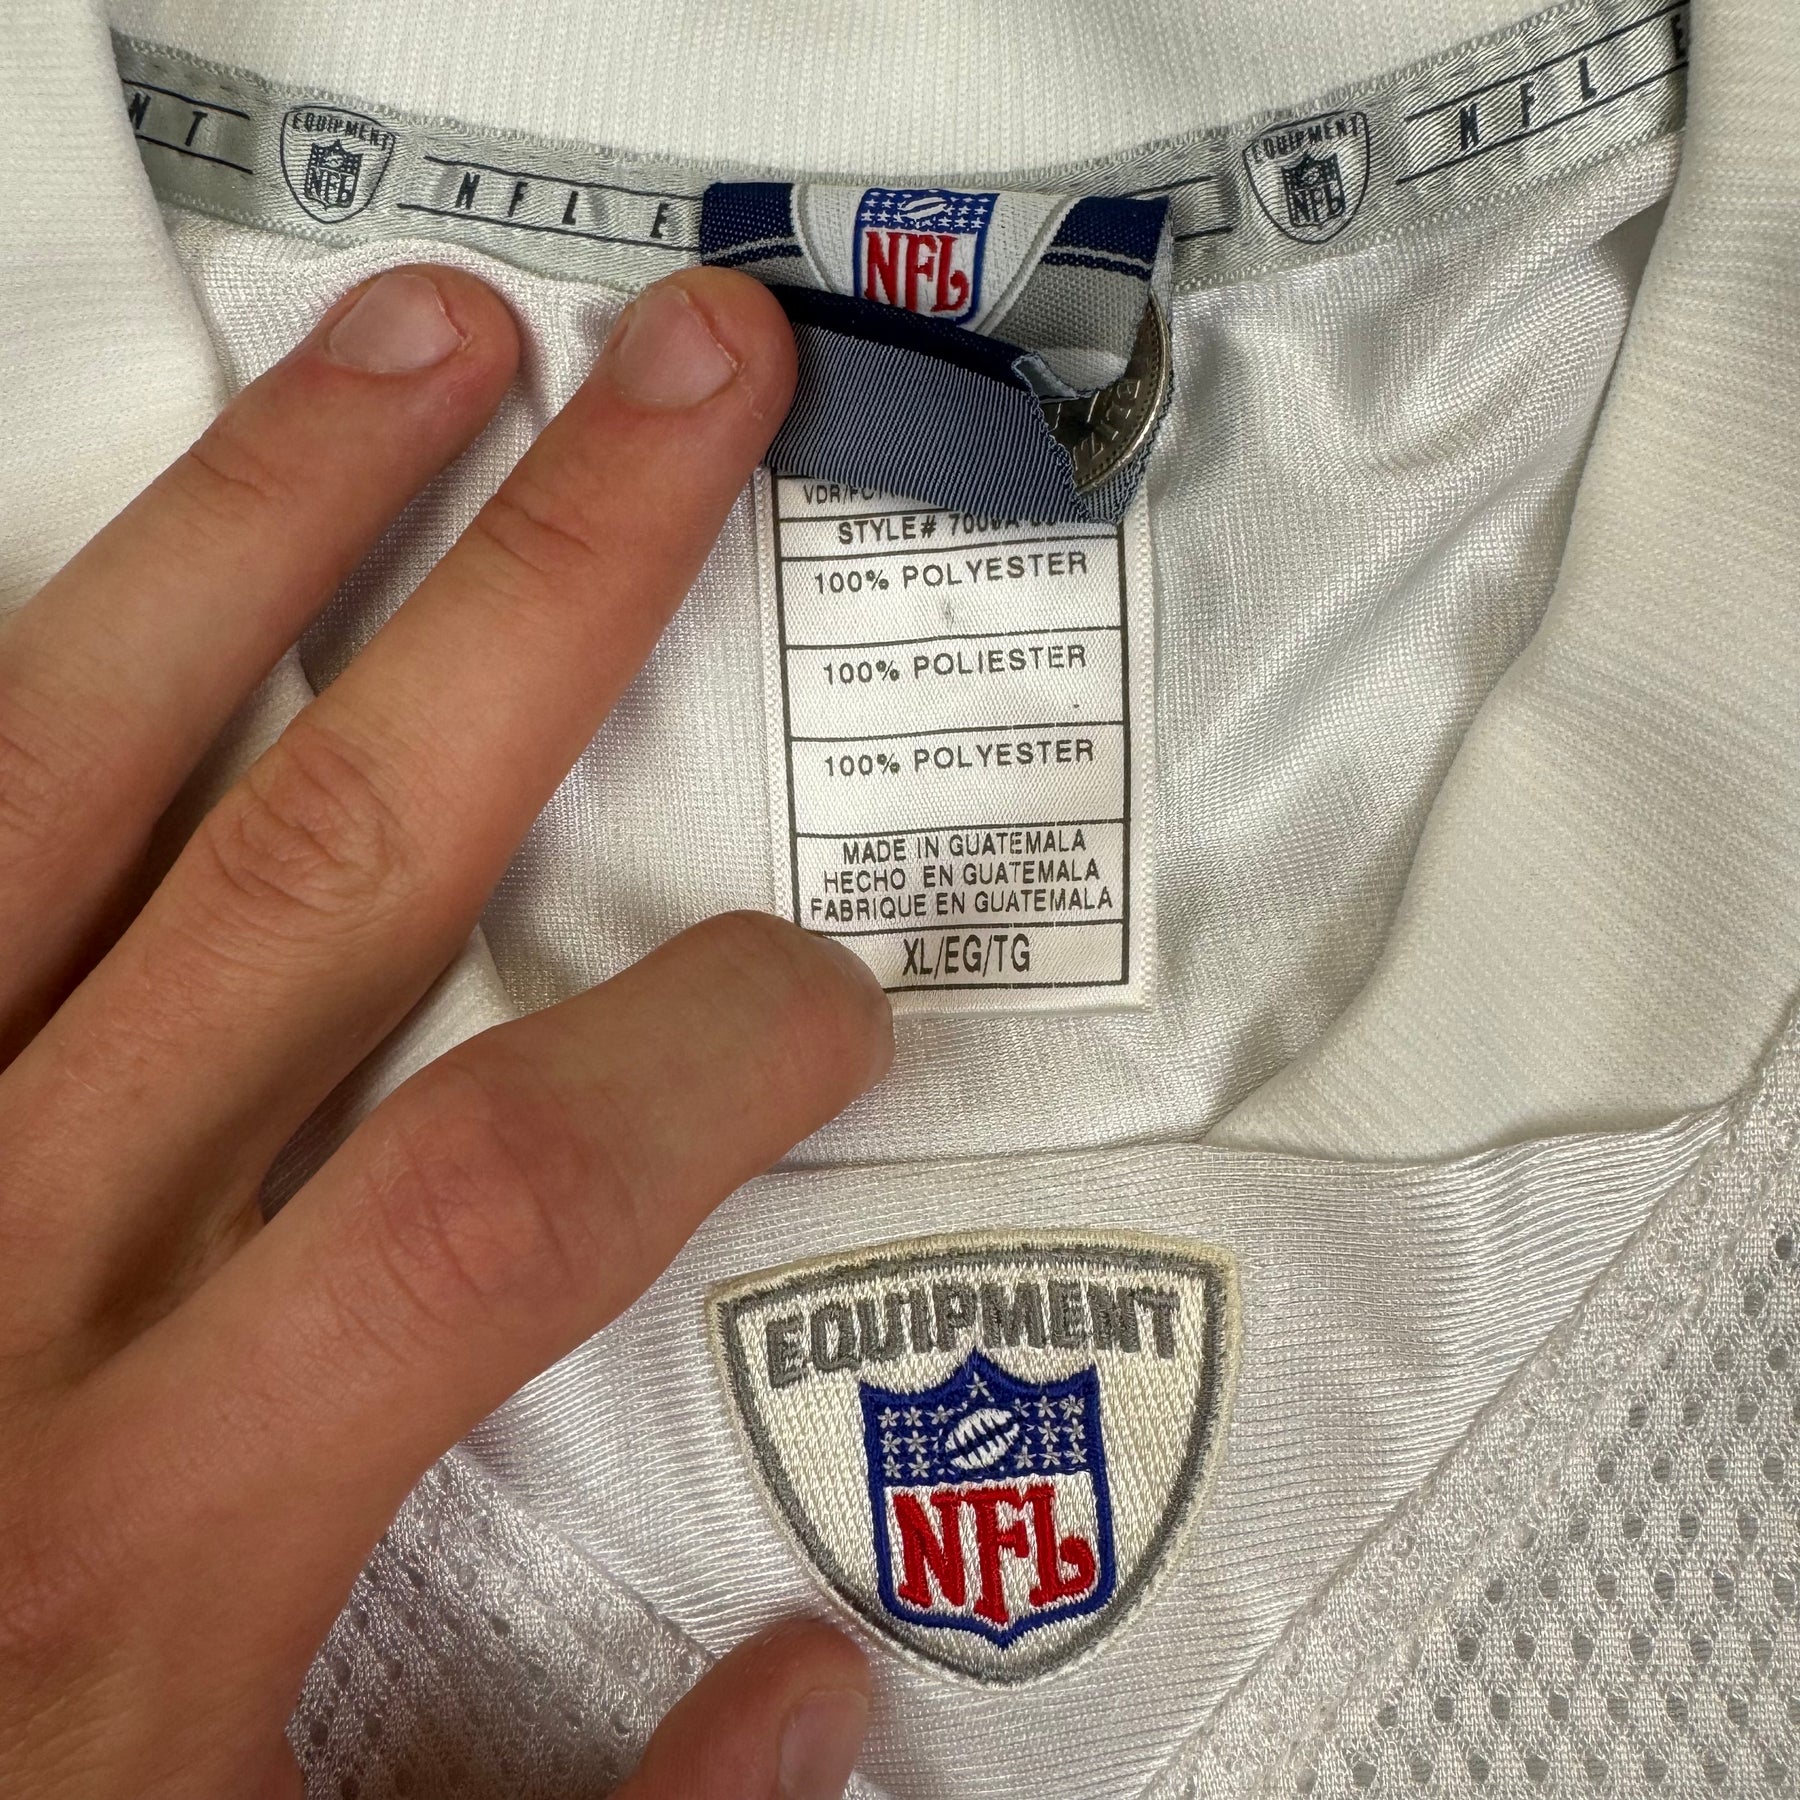 NT
EQUIPMENT
NFL
NFL E
NFL
EQUIPMENT
NFL
NFL E
STYLE# 
100% POLYESTER
100% POLIESTER
100% POLYESTER
MADE IN GUATEMALA
HECHO EN GUATEMALA
FABRIQUE EN GUATEMALA
XL/EG/TG
EQUIPMENT
NFL